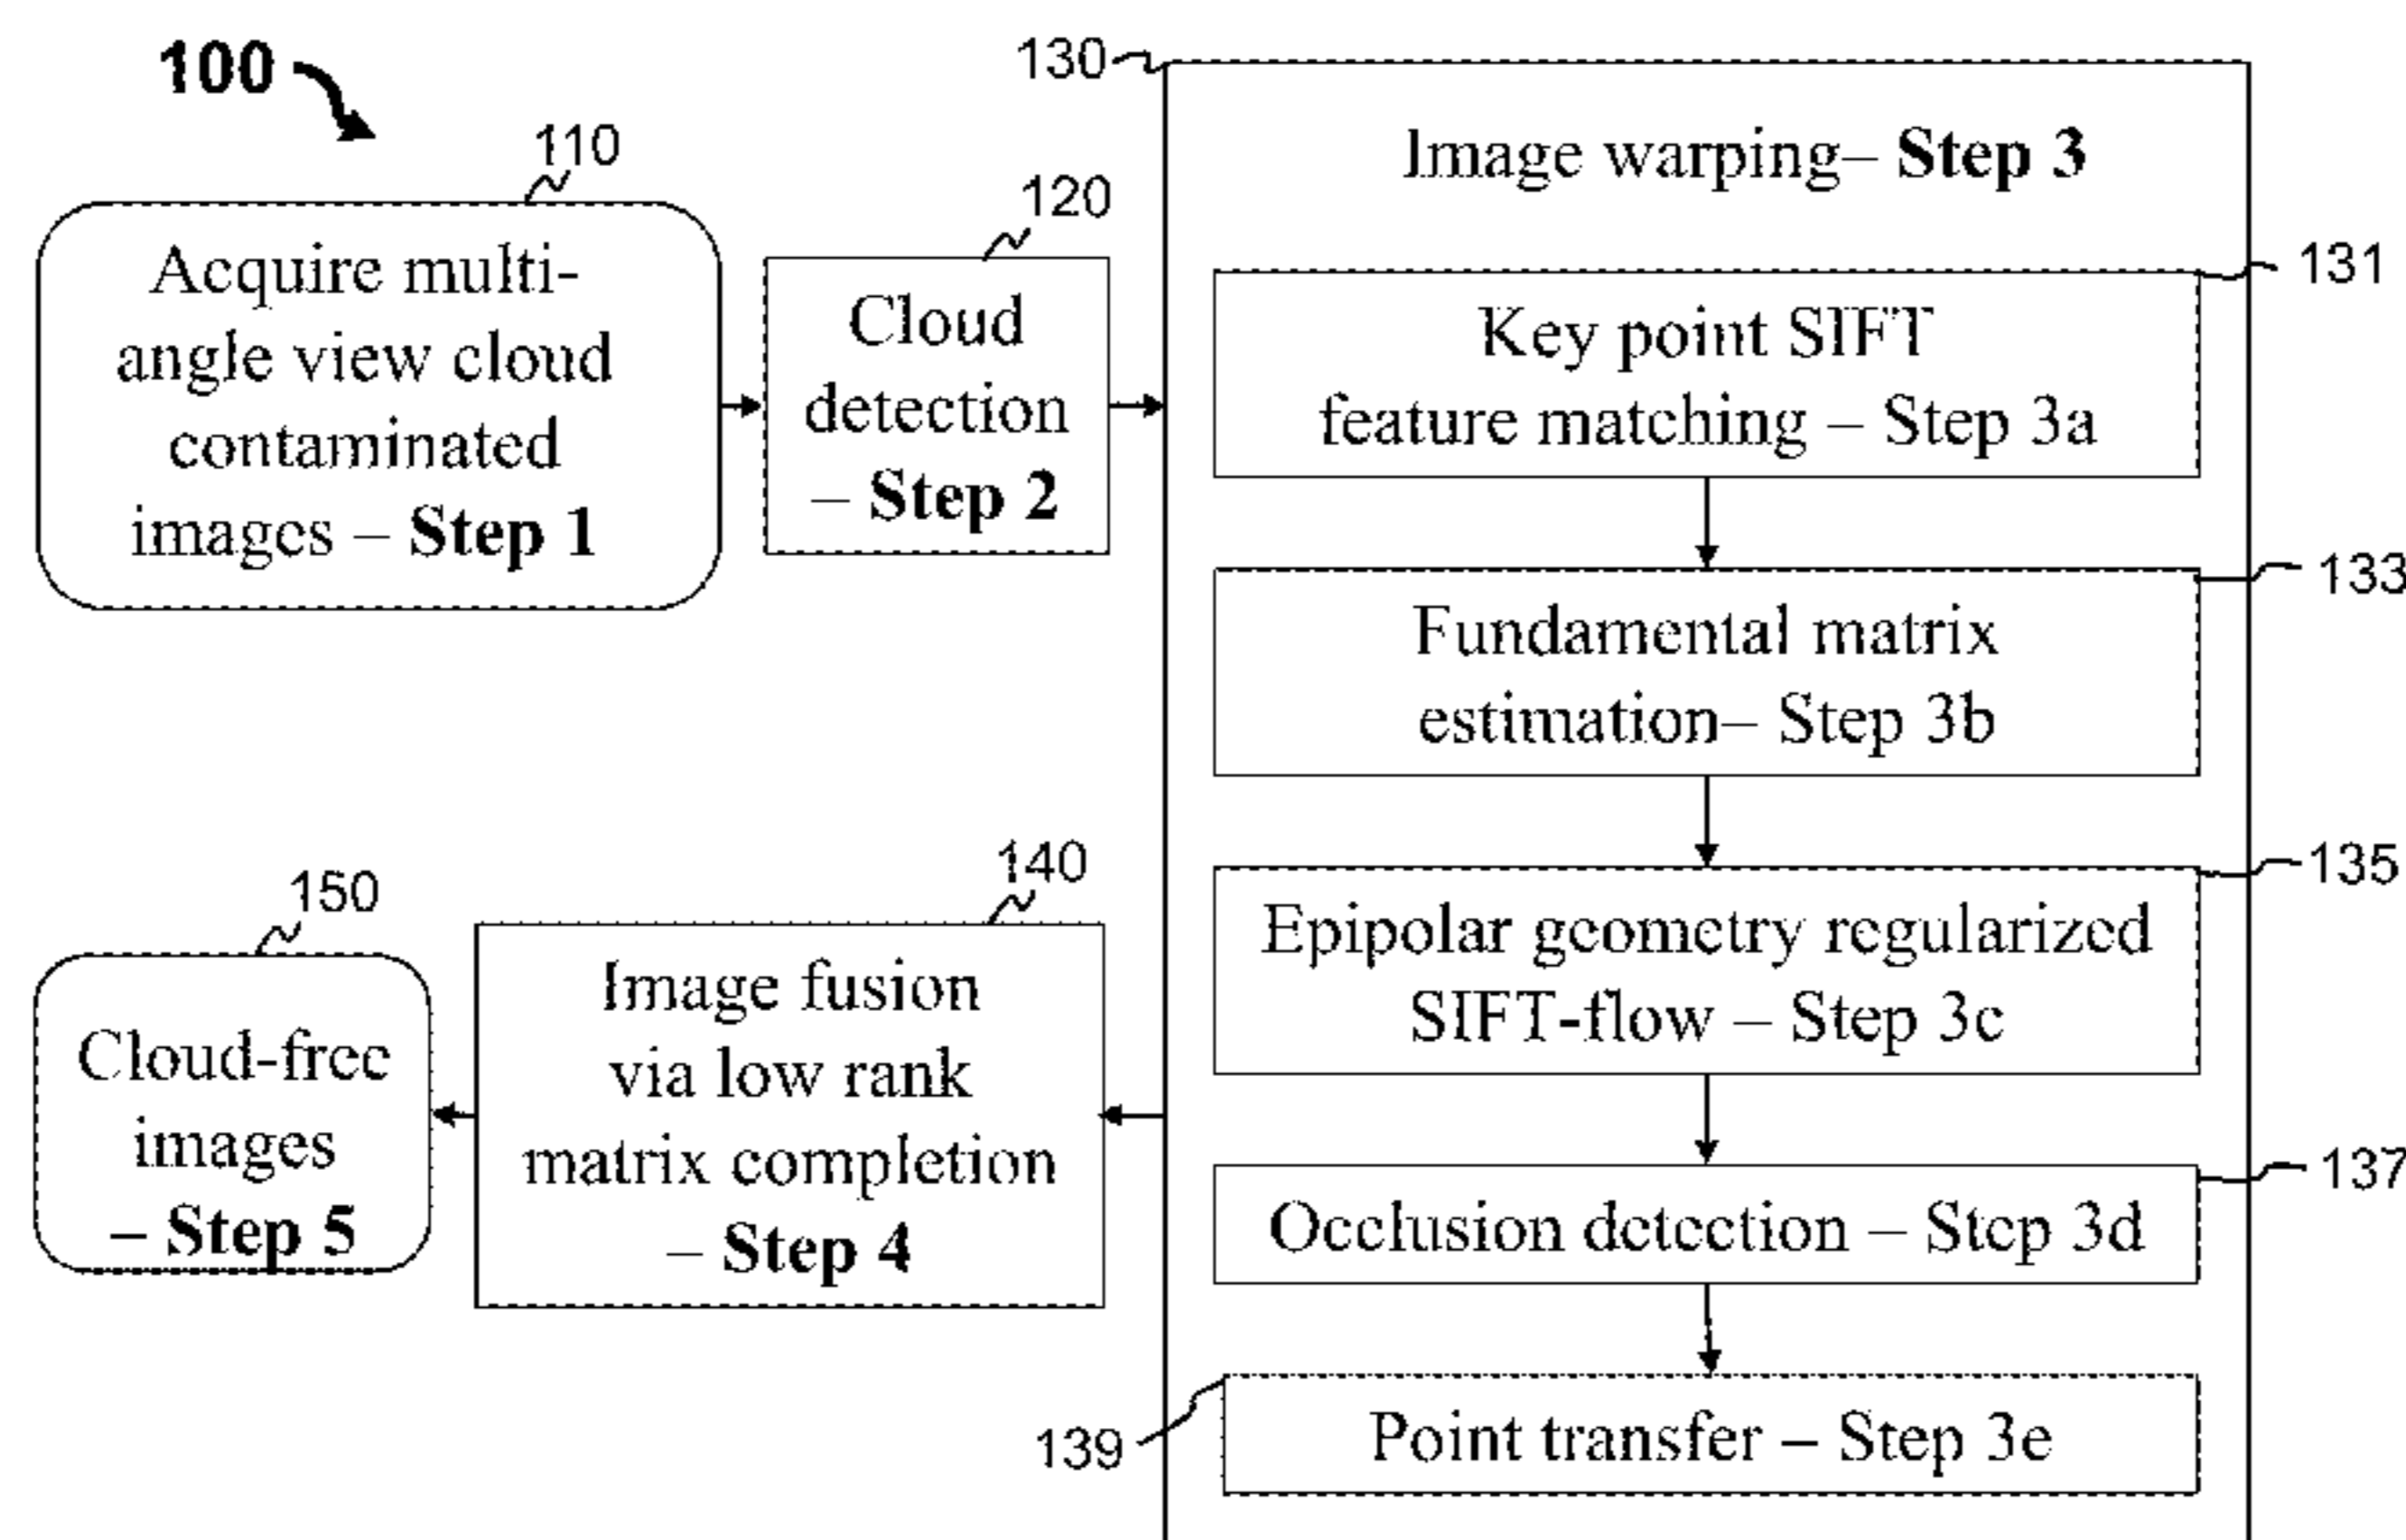 100
110
Acquire multi-
angle view cloud
contaminated
images – Step 1
120
Cloud
detection
– Step 2
130
Image warping– Step 3
131
Key point SIFT
feature matching – Step 3a
133
Fundamental matrix
estimation– Step 3b
135
Epipolar geometry regularized
SIFT-flow – Step 3c
137
Occlusion detection – Step 3d
139
Point transfer – Step 3e
140
Image fusion
via low rank
matrix completion
– Step 4
150
Cloud-free
images
– Step 5